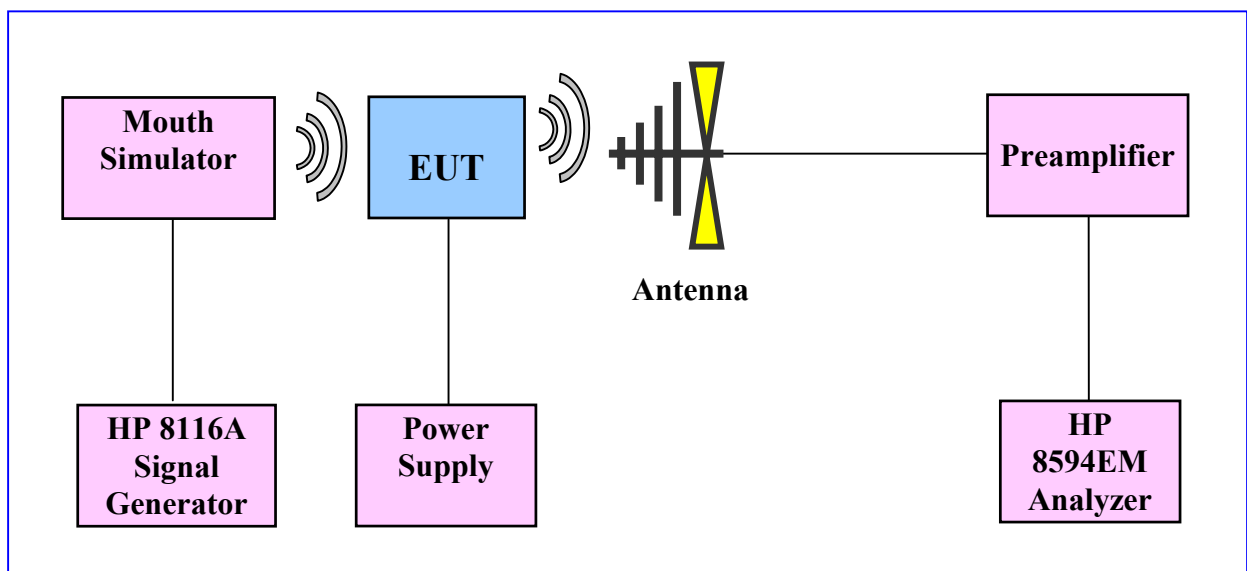 Mouth
Simulator
EUT
Preamplifier
Antenna
HP 8116A
Signal
Generator
Power
Supply
HP
8594EM
Analyzer